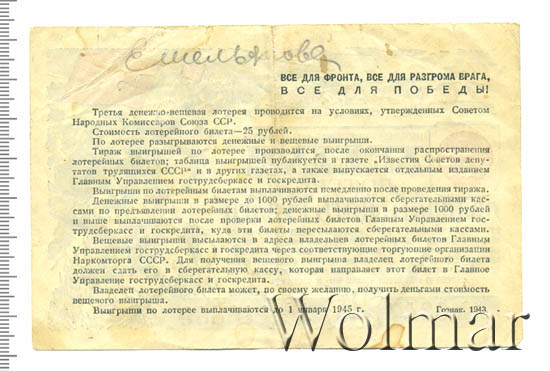 Емельянова
ВСЕ ДЛЯ ФРОНТА, ВСЕ ДЛЯ РАЗГРОМА ВРАГА,
ВСЕ ДЛЯ ПОБЕДЫ!
Третья денежно-вещевая лотерея проводится на условиях, утвержденных Советом
Народных Комиссаров Союза ССР.
Стоимость лотерейного билета—25 рублей.
По лотерее разыгрываются денежные и вещевые выигрыши.
Тираж выигрышей по лотерее производится после окончания распространения
лотерейных билетов; таблица выигрышей публикуется в газете „Известия Советов депу-
татов трудящихся СССР" и в других газетах, а также выпускается отдельным изданием
Главным Управлением гострудсберкасс и госкредита.
Выигрыши по лотерейным билетам выплачиваются немедленно после проведения тиража.
Денежные выигрыши в размере до 1000 рублей выплачиваются сберегательными кас-
сами по предъявлении лотерейных билетов; денежные выигрыши в размере 1000 рублей
и выше выплачиваются после проверки лотерейных билетов Главным Управлением гос-
трудсберкасс и госкредита, куда эти билеты пересылаются сберегательными кассами.
Вещевые выигрыши высылаются в адреса владельцев лотерейных билетов Главным
Управлением гострудсберкасс и госкредита через соответствующие торгующие организации
Наркомторга СССР. Для получения вещевого выигрыша владелец лотерейного билета
должен сдать его в сберегательную кассу, которая направляет этот билет в Главное
Управление гострудсберкасс и госкредита.
Владелец лотерейного билета может, по своему желанию, получить деньгами стоимость
вещевого выигрыша.
Выигрыши по лотерее выплачиваются до 1 января 1945 г. Гознак. 1943.
Wolmar